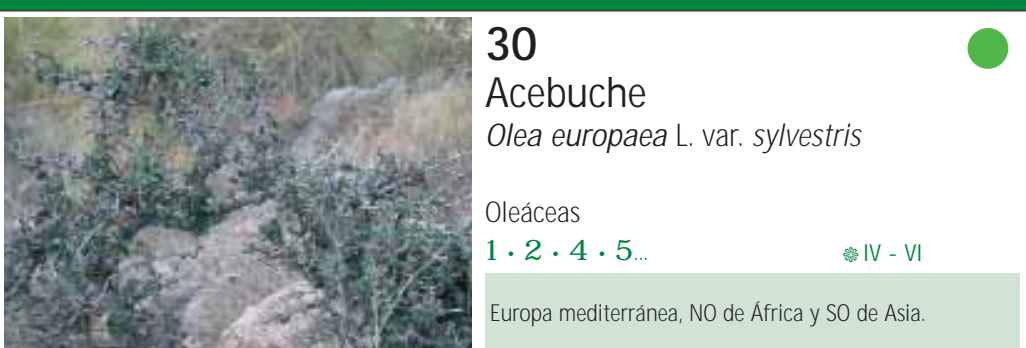 30
Acebuche
Olea europaea L. var. sylvestris
Oleáceas
1 · 2 · 4 · 5... IV - VI
Europa mediterránea, NO de África y SO de Asia.